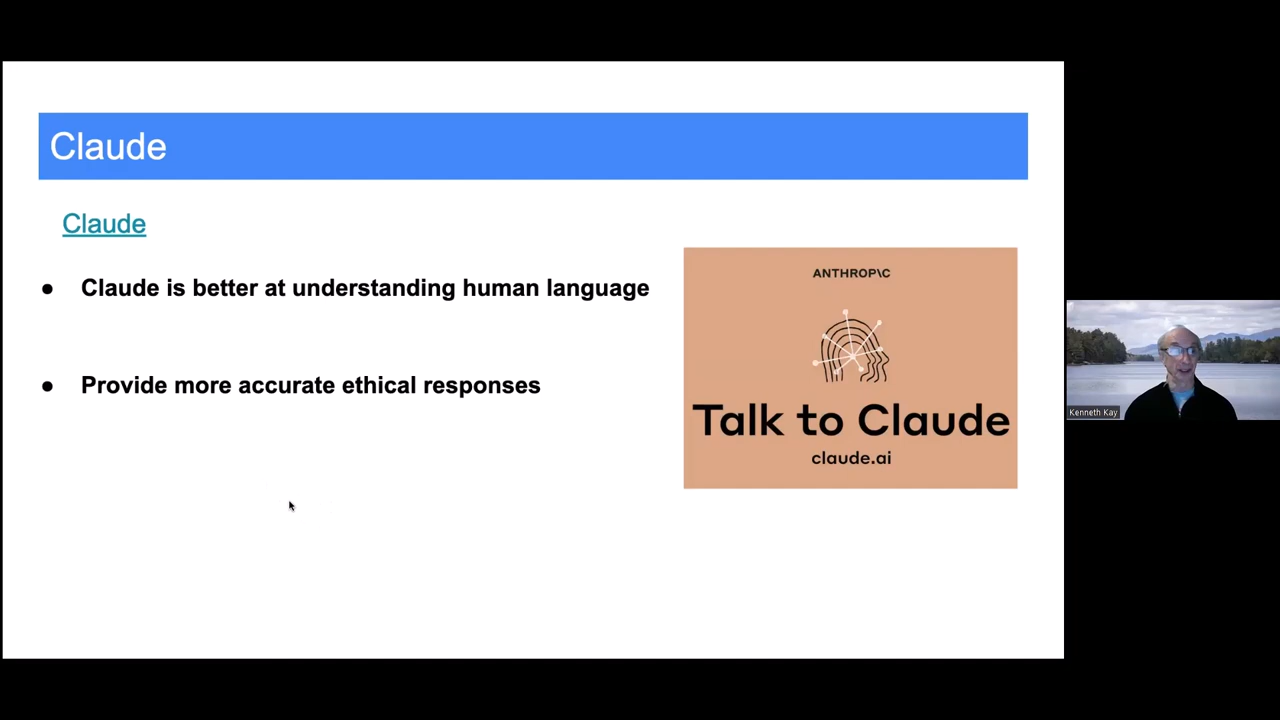 Claude
Claude
● Claude is better at understanding human language
● Provide more accurate ethical responses
ANTHROP\C
Talk to Claude
claude.ai
Kenneth Kay